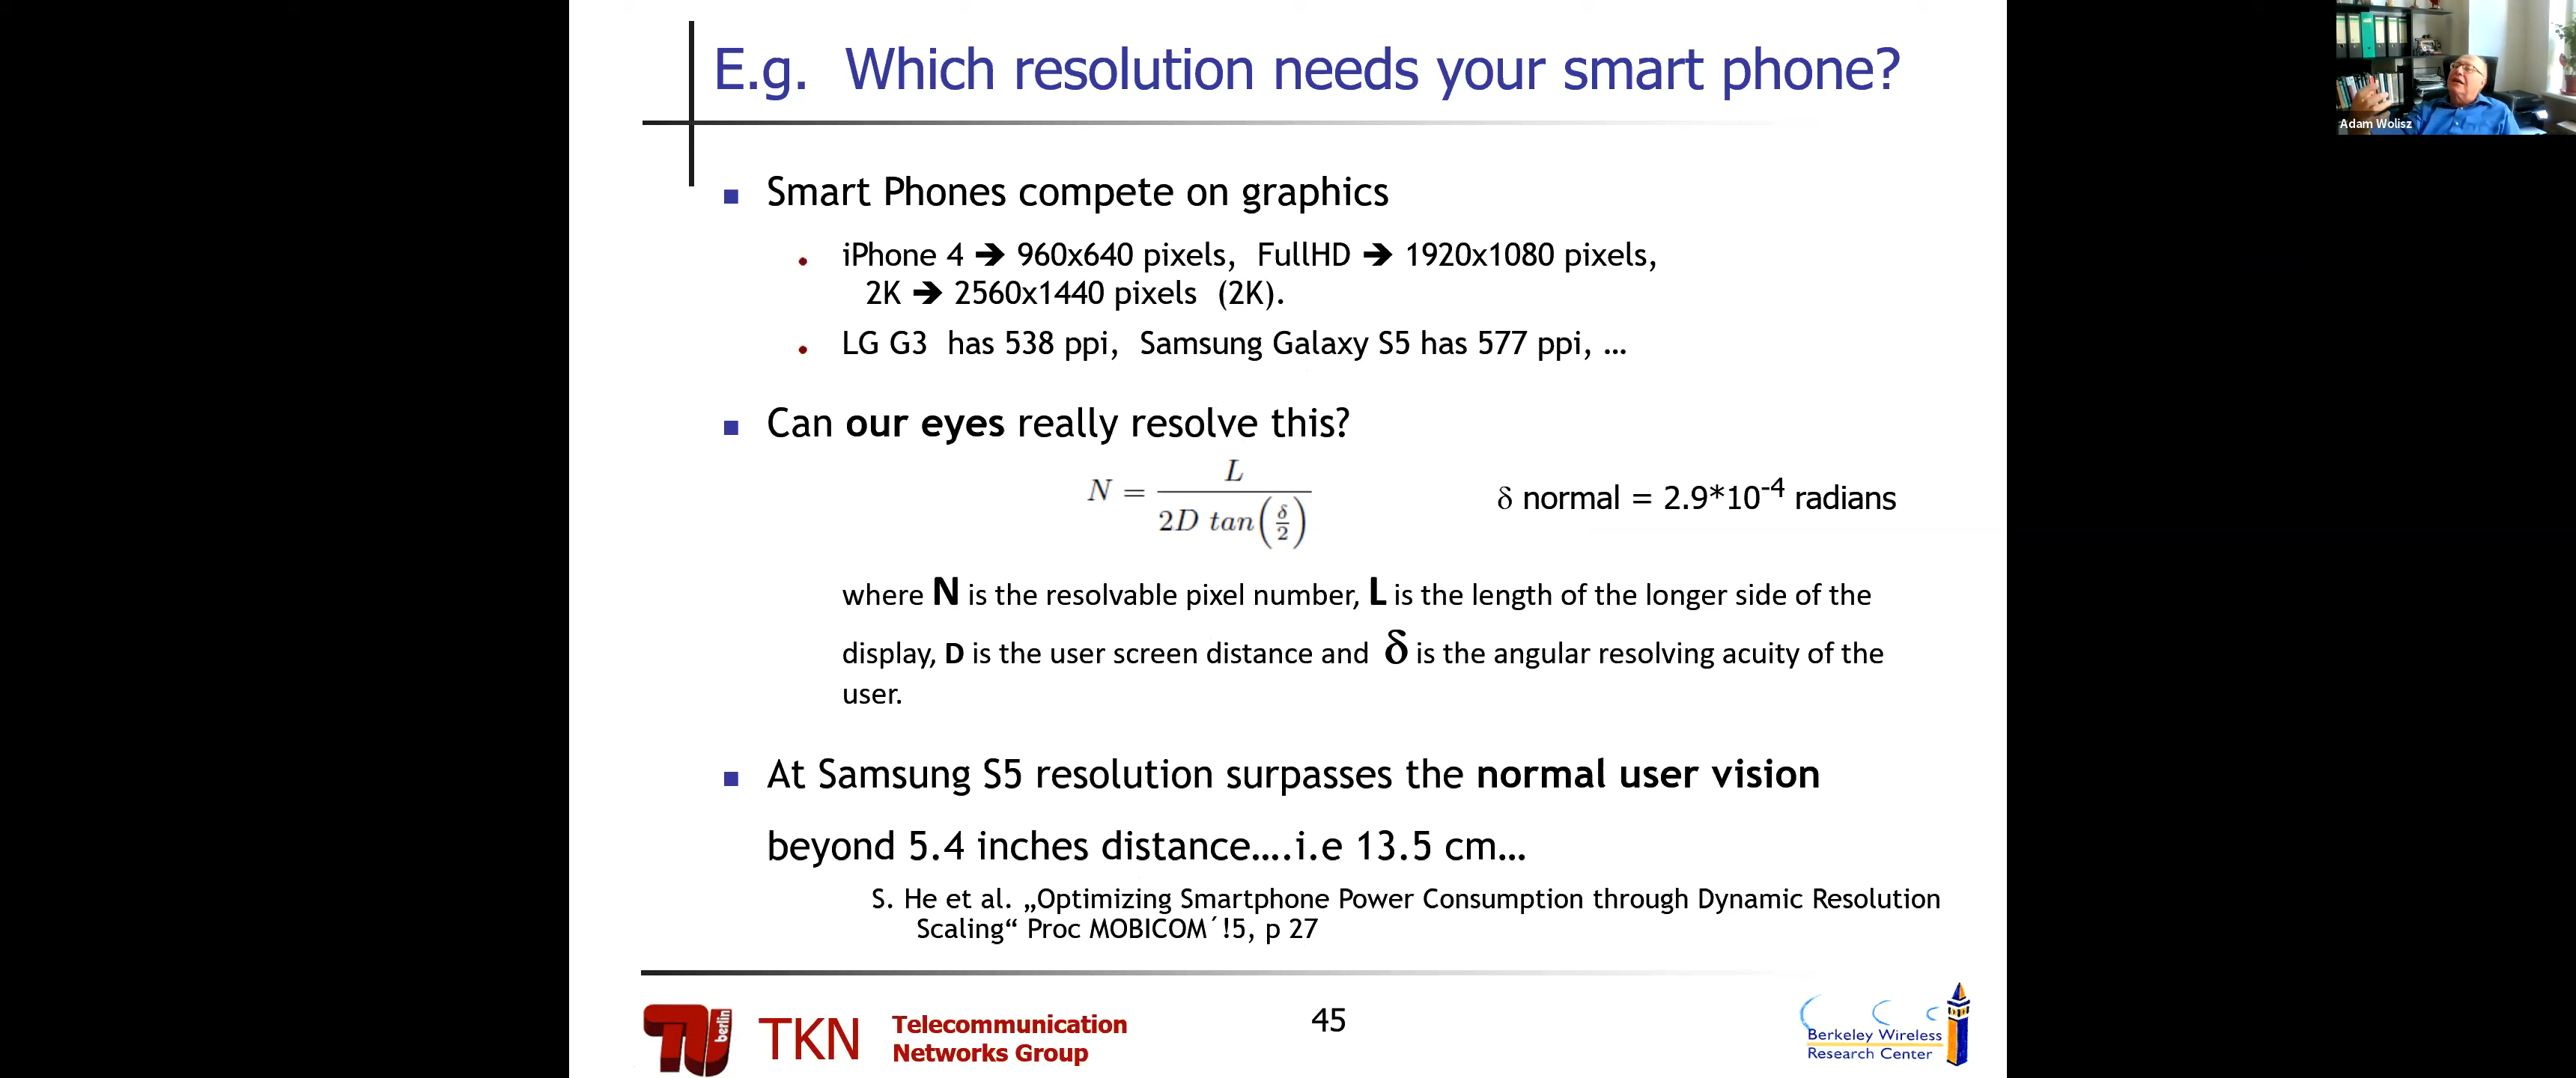 E.g. Which resolution needs your smart phone?
Adam Wolisz
Smart Phones compete on graphics
iPhone 4 ➔ 960x640 pixels, FullHD ➔ 1920x1080 pixels,
2K ➔ 2560x1440 pixels (2K).
LG G3 has 538 ppi, Samsung Galaxy S5 has 577 ppi, …
Can our eyes really resolve this?
N = L / (2D tan(δ/2))
δ normal = 2.9*10⁻⁴ radians
where N is the resolvable pixel number, L is the length of the longer side of the
display, D is the user screen distance and δ is the angular resolving acuity of the
user.
At Samsung S5 resolution surpasses the normal user vision
beyond 5.4 inches distance….i.e 13.5 cm…
S. He et al. „Optimizing Smartphone Power Consumption through Dynamic Resolution
Scaling“ Proc MOBICOM´!5, p 27
berlin
TKN
Telecommunication
Networks Group
45
Berkeley Wireless
Research Center